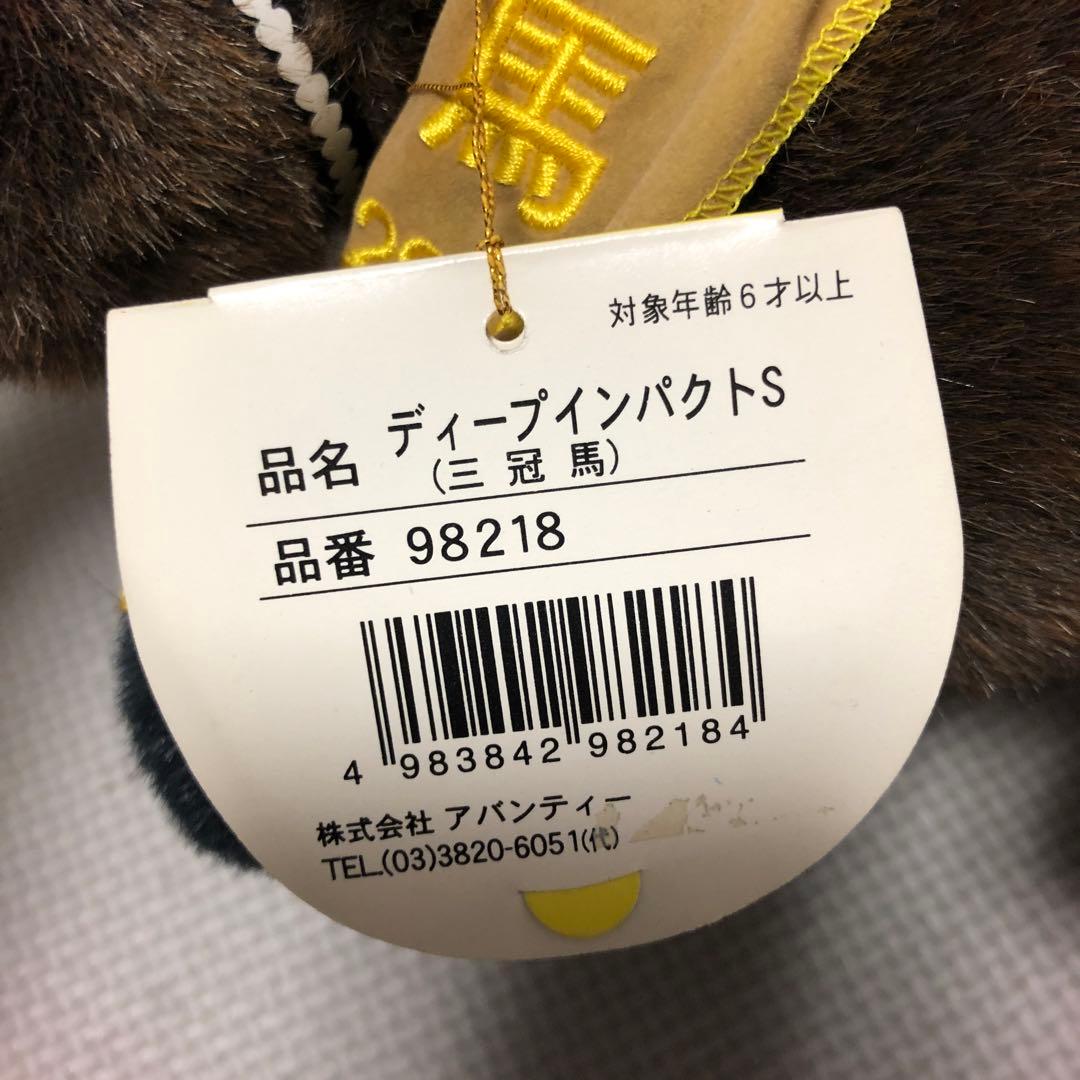 馬
対象年齢6才以上
品名 ディープインパクトS
(三冠馬)
品番 98218
4 983842 982184
株式会社 アバンティー
TEL.(03)3820-6051(代)